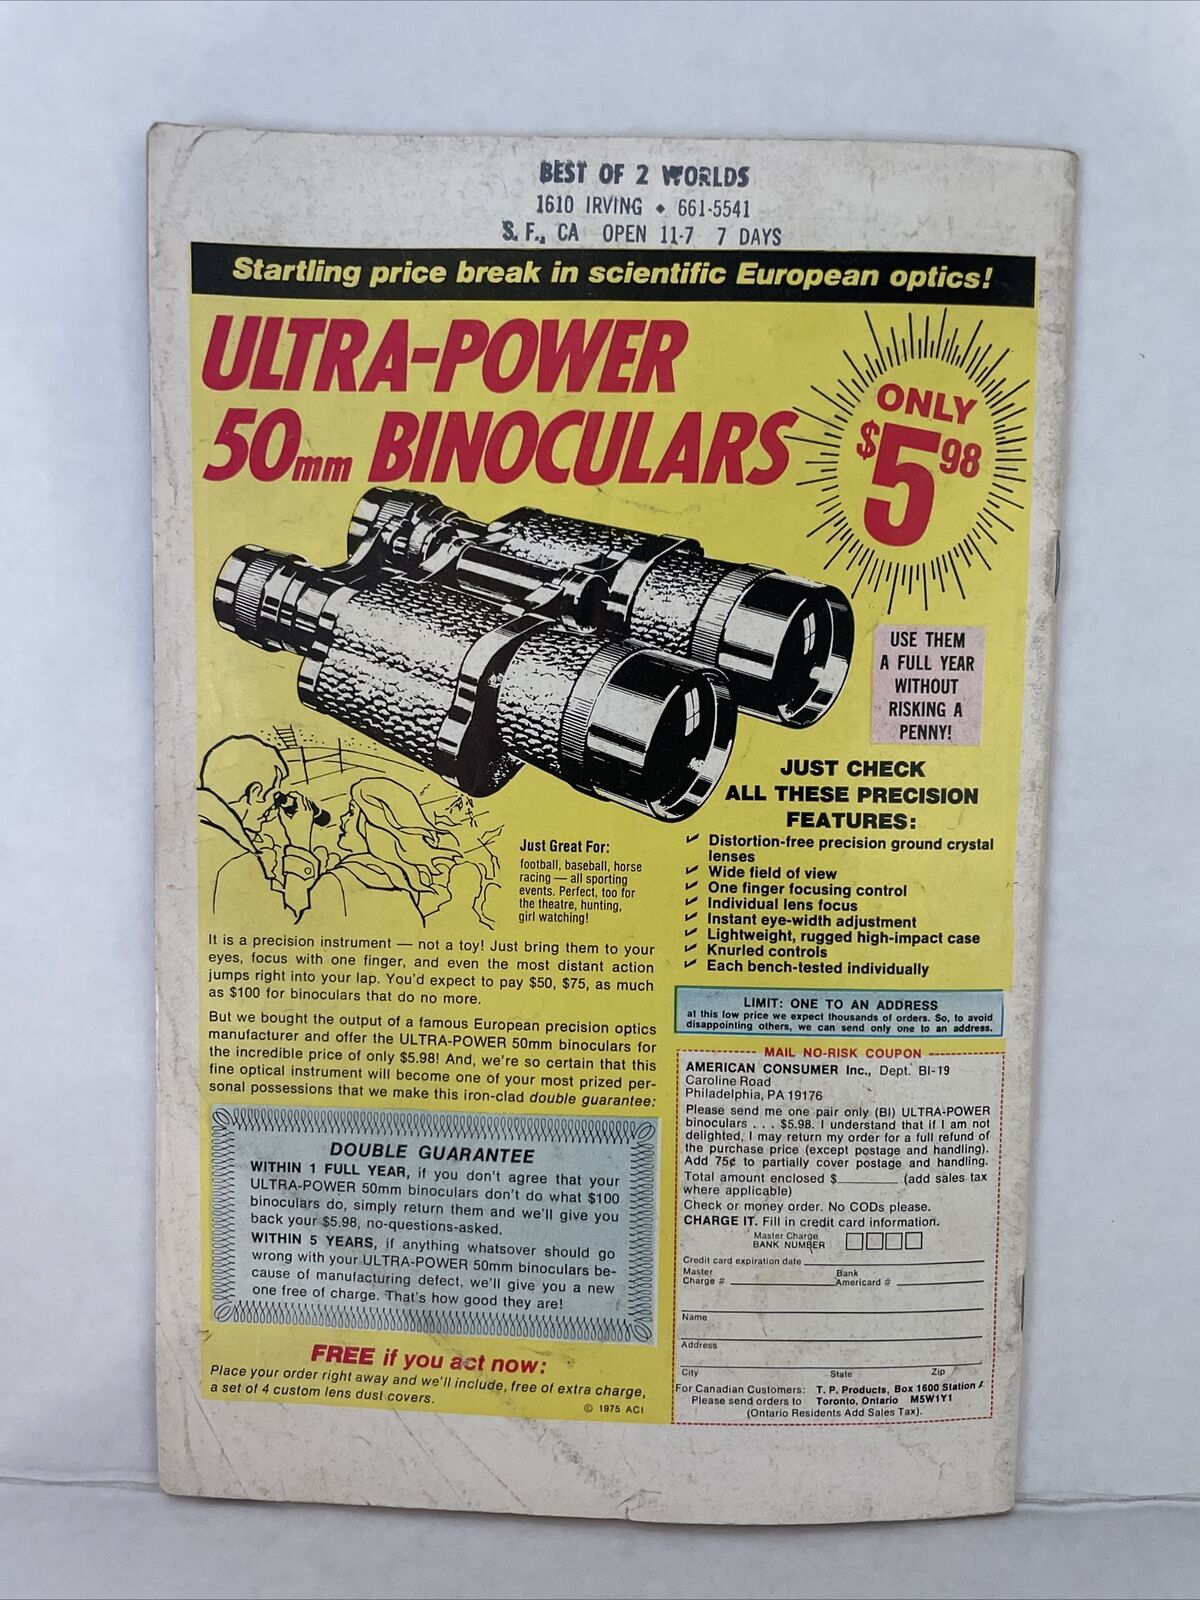 BEST OF 2 WORLDS
1610 IRVING ◆ 661-5541
S. F., CA OPEN 11-7 7 DAYS
Startling price break in scientific European optics!
ULTRA-POWER
50mm BINOCULARS
ONLY
$5.98
USE THEM
A FULL YEAR
WITHOUT
RISKING A
PENNY!
JUST CHECK
ALL THESE PRECISION
FEATURES:
Distortion-free precision ground crystal
lenses
Wide field of view
One finger focusing control
Individual lens focus
Instant eye-width adjustment
Lightweight, rugged high-impact case
Knurled controls
Each bench-tested individually
Just Great For:
football, baseball, horse
racing — all sporting
events. Perfect, too for
the theatre, hunting,
girl watching!
It is a precision instrument — not a toy! Just bring them to your
eyes, focus with one finger, and even the most distant action
jumps right into your lap. You'd expect to pay $50, $75, as much
as $100 for binoculars that do no more.
But we bought the output of a famous European precision optics
manufacturer and offer the ULTRA-POWER 50mm binoculars for
the incredible price of only $5.98! And, we're so certain that this
fine optical instrument will become one of your most prized per-
sonal possessions that we make this iron-clad double guarantee:
DOUBLE GUARANTEE
WITHIN 1 FULL YEAR, if you don't agree that your
ULTRA-POWER 50mm binoculars don't do what $100
binoculars do, simply return them and we'll give you
back your $5.98, no-questions-asked.
WITHIN 5 YEARS, if anything whatsoever should go
wrong with your ULTRA-POWER 50mm binoculars be-
cause of manufacturing defect, we'll give you a new
one free of charge. That's how good they are!
FREE if you act now:
Place your order right away and we'll include, free of extra charge,
a set of 4 custom lens dust covers.
© 1975 ACI
LIMIT: ONE TO AN ADDRESS
at this low price we expect thousands of orders. So, to avoid
disappointing others, we can send only one to an address.
MAIL NO-RISK COUPON
AMERICAN CONSUMER Inc., Dept. BI-19
Caroline Road
Philadelphia, PA 19176
Please send me one pair only (BI) ULTRA-POWER
binoculars . . . $5.98. I understand that if I am not
delighted, I may return my order for a full refund of
the purchase price (except postage and handling).
Add 75¢ to partially cover postage and handling.
Total amount enclosed $________ (add sales tax
where applicable)
Check or money order. No CODs please.
CHARGE IT. Fill in credit card information.
Master Charge
BANK NUMBER
Credit card expiration date
Master Bank
Charge # Americard #
Name
Address
City State Zip
For Canadian Customers: T. P. Products, Box 1600 Station A
Please send orders to Toronto, Ontario M5W1Y1
(Ontario Residents Add Sales Tax).